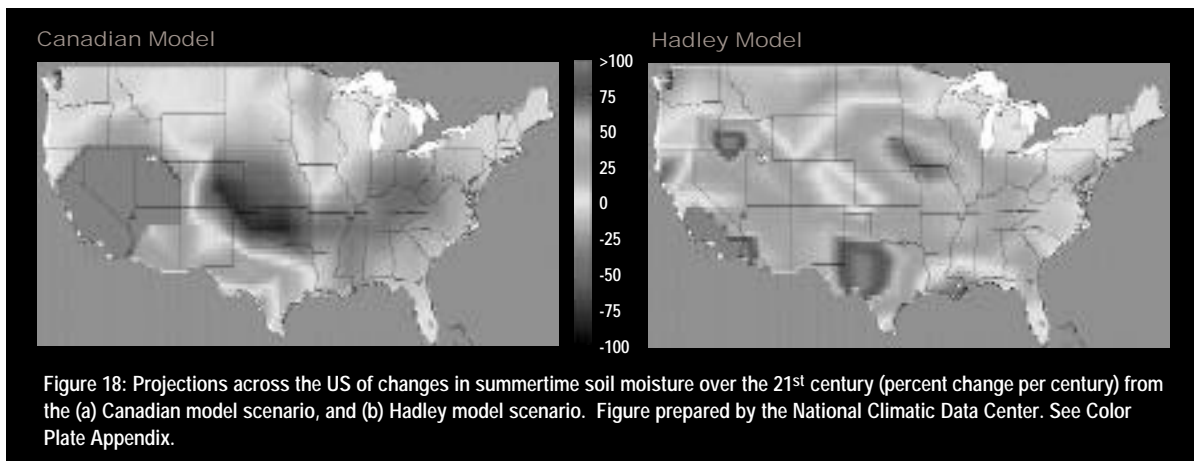 Canadian Model
Hadley Model
>100
75
50
25
0
-25
-50
-75
-100
Figure 18: Projections across the US of changes in summertime soil moisture over the 21st century (percent change per century) from
the (a) Canadian model scenario, and (b) Hadley model scenario. Figure prepared by the National Climatic Data Center. See Color
Plate Appendix.